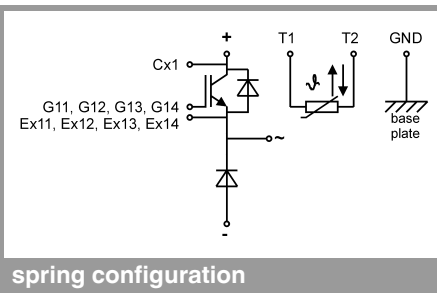 + T1 T2 GND
Cx1
ϑ
G11, G12, G13, G14
Ex11, Ex12, Ex13, Ex14
base
plate
~
-
spring configuration